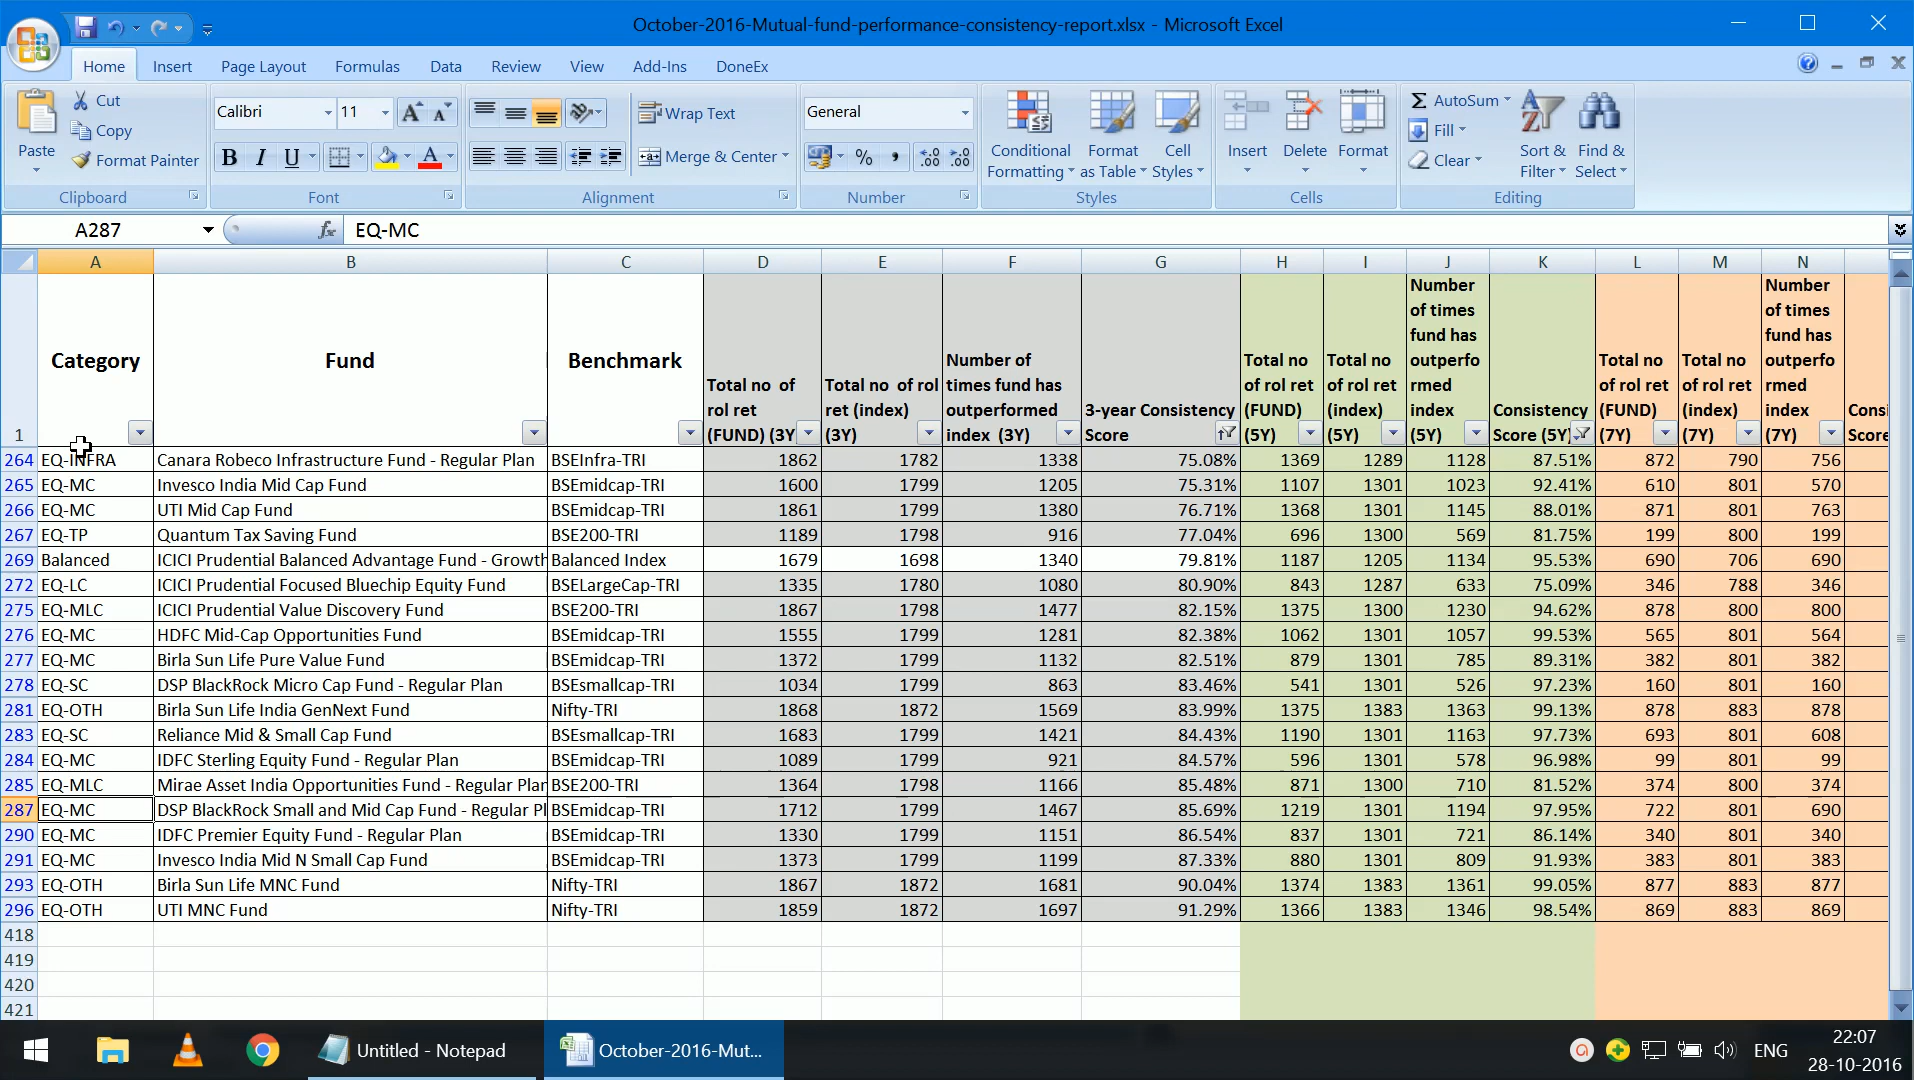 October-2016-Mutual-fund-performance-consistency-report.xlsx - Microsoft Excel
Home Insert Page Layout Formulas Data Review View Add-Ins DoneEx
Paste Cut Copy Format Painter Clipboard
Calibri 11 B I U A Font
Wrap Text Merge & Center Alignment
General % Number
Conditional Formatting Format as Table Cell Styles Styles
Insert Delete Format Cells
AutoSum Fill Clear Sort & Filter Find & Select Editing
A287 fx EQ-MC
A B C D E F G H I J K L M N
1 Category Fund Benchmark
Total no of rol ret (FUND) (3Y
Total no of rol ret (index) (3Y)
Number of times fund has outperformed index (3Y)
3-year Consistency Score
Total no of rol ret (FUND) (5Y)
Total no of rol ret (index) (5Y)
Number of times fund has outperfo rmed index (5Y)
Consistency Score (5Y)
Total no of rol ret (FUND) (7Y)
Total no of rol ret (index) (7Y)
Number of times fund has outperfo rmed index (7Y)
Consi Score
264 EQ-INFRA Canara Robeco Infrastructure Fund - Regular Plan BSEInfra-TRI 1862 1782 1338 75.08% 1369 1289 1128 87.51% 872 790 756
265 EQ-MC Invesco India Mid Cap Fund BSEmidcap-TRI 1600 1799 1205 75.31% 1107 1301 1023 92.41% 610 801 570
266 EQ-MC UTI Mid Cap Fund BSEmidcap-TRI 1861 1799 1380 76.71% 1368 1301 1145 88.01% 871 801 763
267 EQ-TP Quantum Tax Saving Fund BSE200-TRI 1189 1798 916 77.04% 696 1300 569 81.75% 199 800 199
269 Balanced ICICI Prudential Balanced Advantage Fund - Growth Balanced Index 1679 1698 1340 79.81% 1187 1205 1134 95.53% 690 706 690
272 EQ-LC ICICI Prudential Focused Bluechip Equity Fund BSELargeCap-TRI 1335 1780 1080 80.90% 843 1287 633 75.09% 346 788 346
275 EQ-MLC ICICI Prudential Value Discovery Fund BSE200-TRI 1867 1798 1477 82.15% 1375 1300 1230 94.62% 878 800 800
276 EQ-MC HDFC Mid-Cap Opportunities Fund BSEmidcap-TRI 1555 1799 1281 82.38% 1062 1301 1057 99.53% 565 801 564
277 EQ-MC Birla Sun Life Pure Value Fund BSEmidcap-TRI 1372 1799 1132 82.51% 879 1301 785 89.31% 382 801 382
278 EQ-SC DSP BlackRock Micro Cap Fund - Regular Plan BSEsmallcap-TRI 1034 1799 863 83.46% 541 1301 526 97.23% 160 801 160
281 EQ-OTH Birla Sun Life India GenNext Fund Nifty-TRI 1868 1872 1569 83.99% 1375 1383 1363 99.13% 878 883 878
283 EQ-SC Reliance Mid & Small Cap Fund BSEsmallcap-TRI 1683 1799 1421 84.43% 1190 1301 1163 97.73% 693 801 608
284 EQ-MC IDFC Sterling Equity Fund - Regular Plan BSEmidcap-TRI 1089 1799 921 84.57% 596 1301 578 96.98% 99 801 99
285 EQ-MLC Mirae Asset India Opportunities Fund - Regular Plan BSE200-TRI 1364 1798 1166 85.48% 871 1300 710 81.52% 374 800 374
287 EQ-MC DSP BlackRock Small and Mid Cap Fund - Regular Pl BSEmidcap-TRI 1712 1799 1467 85.69% 1219 1301 1194 97.95% 722 801 690
290 EQ-MC IDFC Premier Equity Fund - Regular Plan BSEmidcap-TRI 1330 1799 1151 86.54% 837 1301 721 86.14% 340 801 340
291 EQ-MC Invesco India Mid N Small Cap Fund BSEmidcap-TRI 1373 1799 1199 87.33% 880 1301 809 91.93% 383 801 383
293 EQ-OTH Birla Sun Life MNC Fund Nifty-TRI 1867 1872 1681 90.04% 1374 1383 1361 99.05% 877 883 877
296 EQ-OTH UTI MNC Fund Nifty-TRI 1859 1872 1697 91.29% 1366 1383 1346 98.54% 869 883 869
418
419
420
421
Untitled - Notepad October-2016-Mut... ENG 22:07
28-10-2016